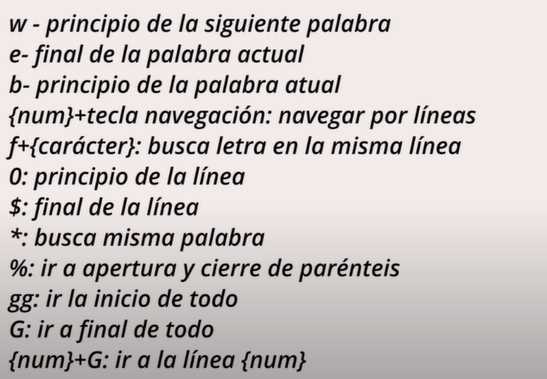 w - principio de la siguiente palabra
e- final de la palabra actual
b- principio de la palabra atual
{num}+tecla navegación: navegar por líneas
f+{carácter}: busca letra en la misma línea
0: principio de la línea
$: final de la línea
*: busca misma palabra
%: ir a apertura y cierre de parénteis
gg: ir la inicio de todo
G: ir a final de todo
{num}+G: ir a la línea {num}